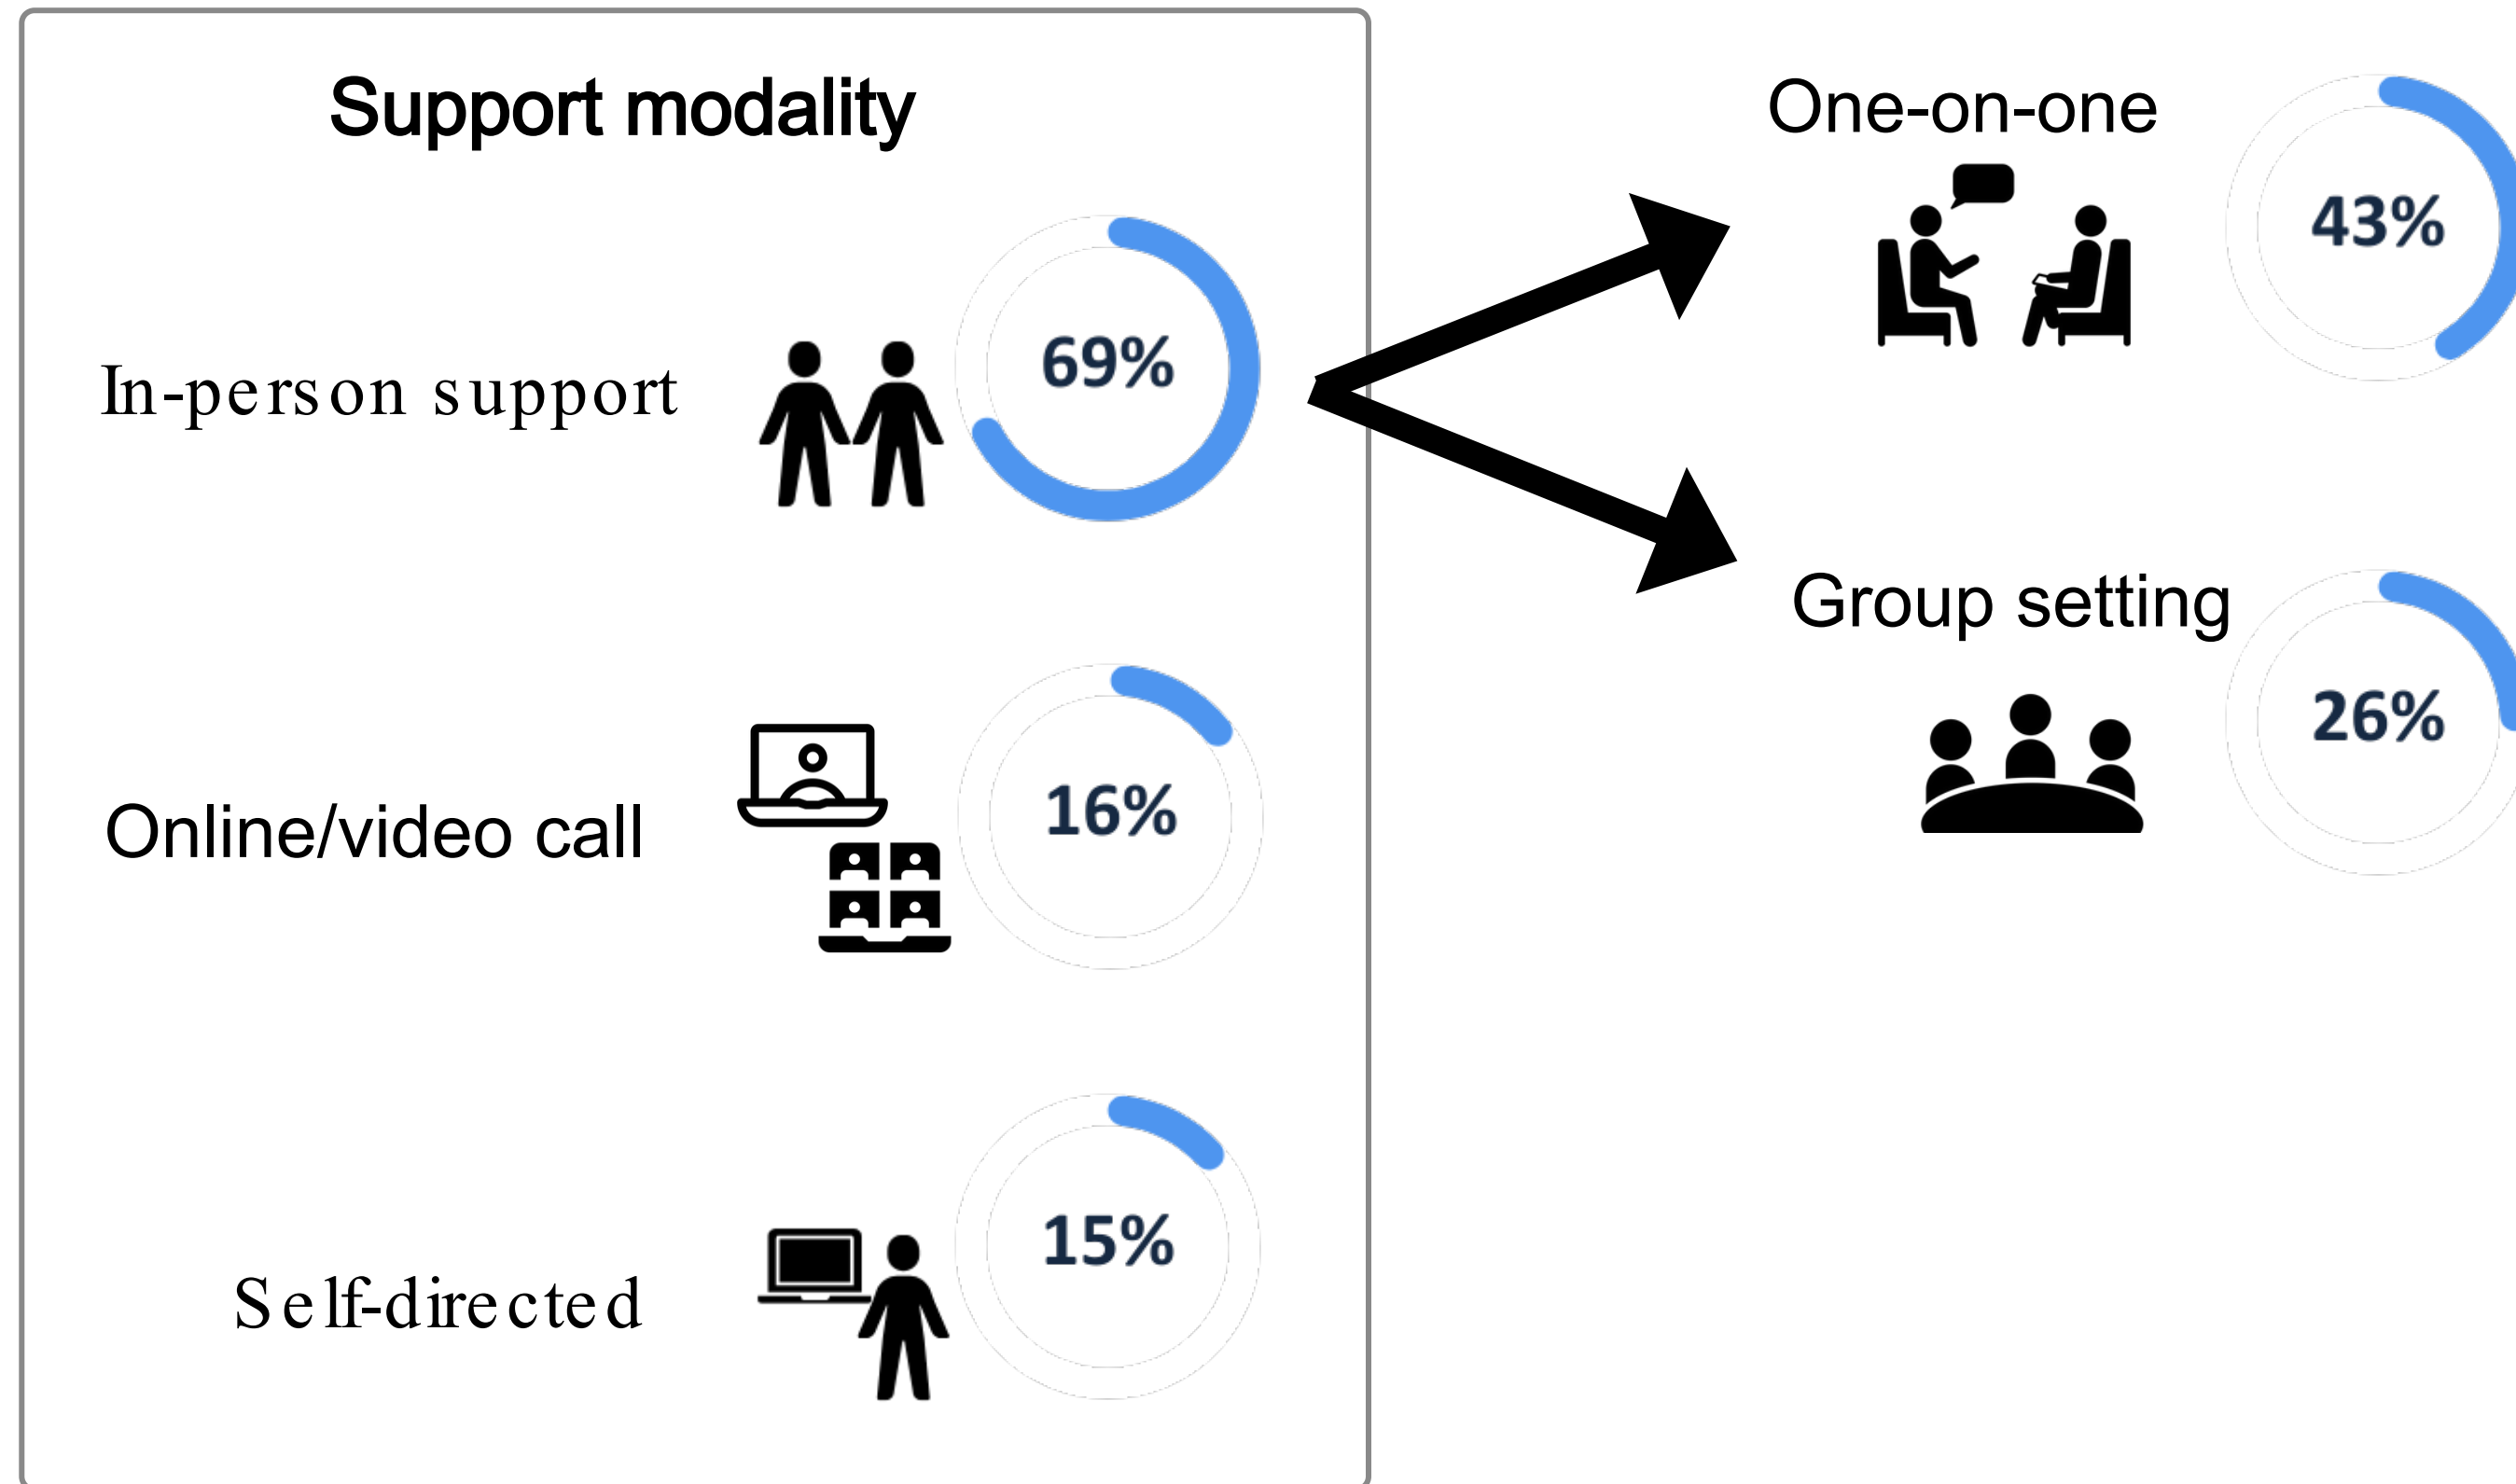 Support modality
In-person support
69%
Online/video call
16%
Self-directed
15%
One-on-one
43%
Group setting
26%